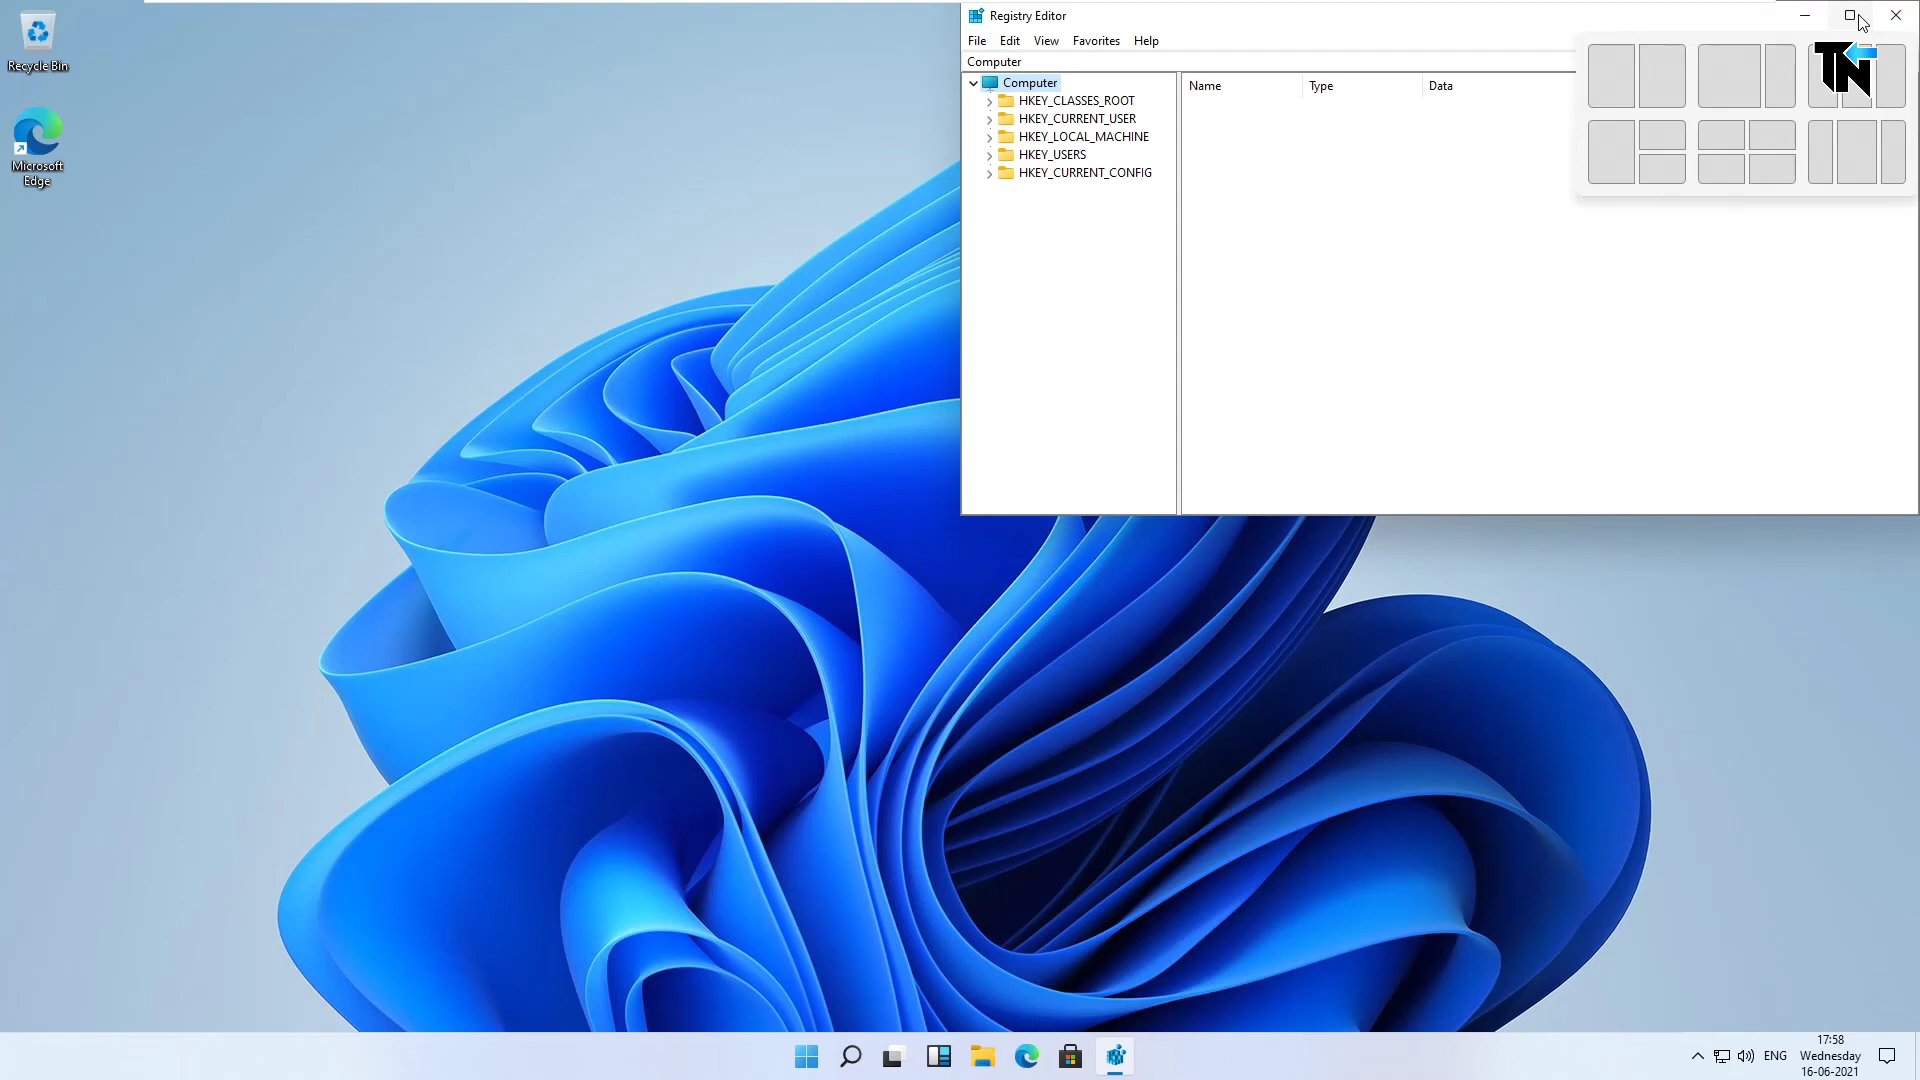 Recycle Bin
Microsoft
Edge
Registry Editor
File Edit View Favorites Help
Computer
Computer
HKEY_CLASSES_ROOT
HKEY_CURRENT_USER
HKEY_LOCAL_MACHINE
HKEY_USERS
HKEY_CURRENT_CONFIG
Name Type Data
TN
ENG
17:58
Wednesday
16-06-2021